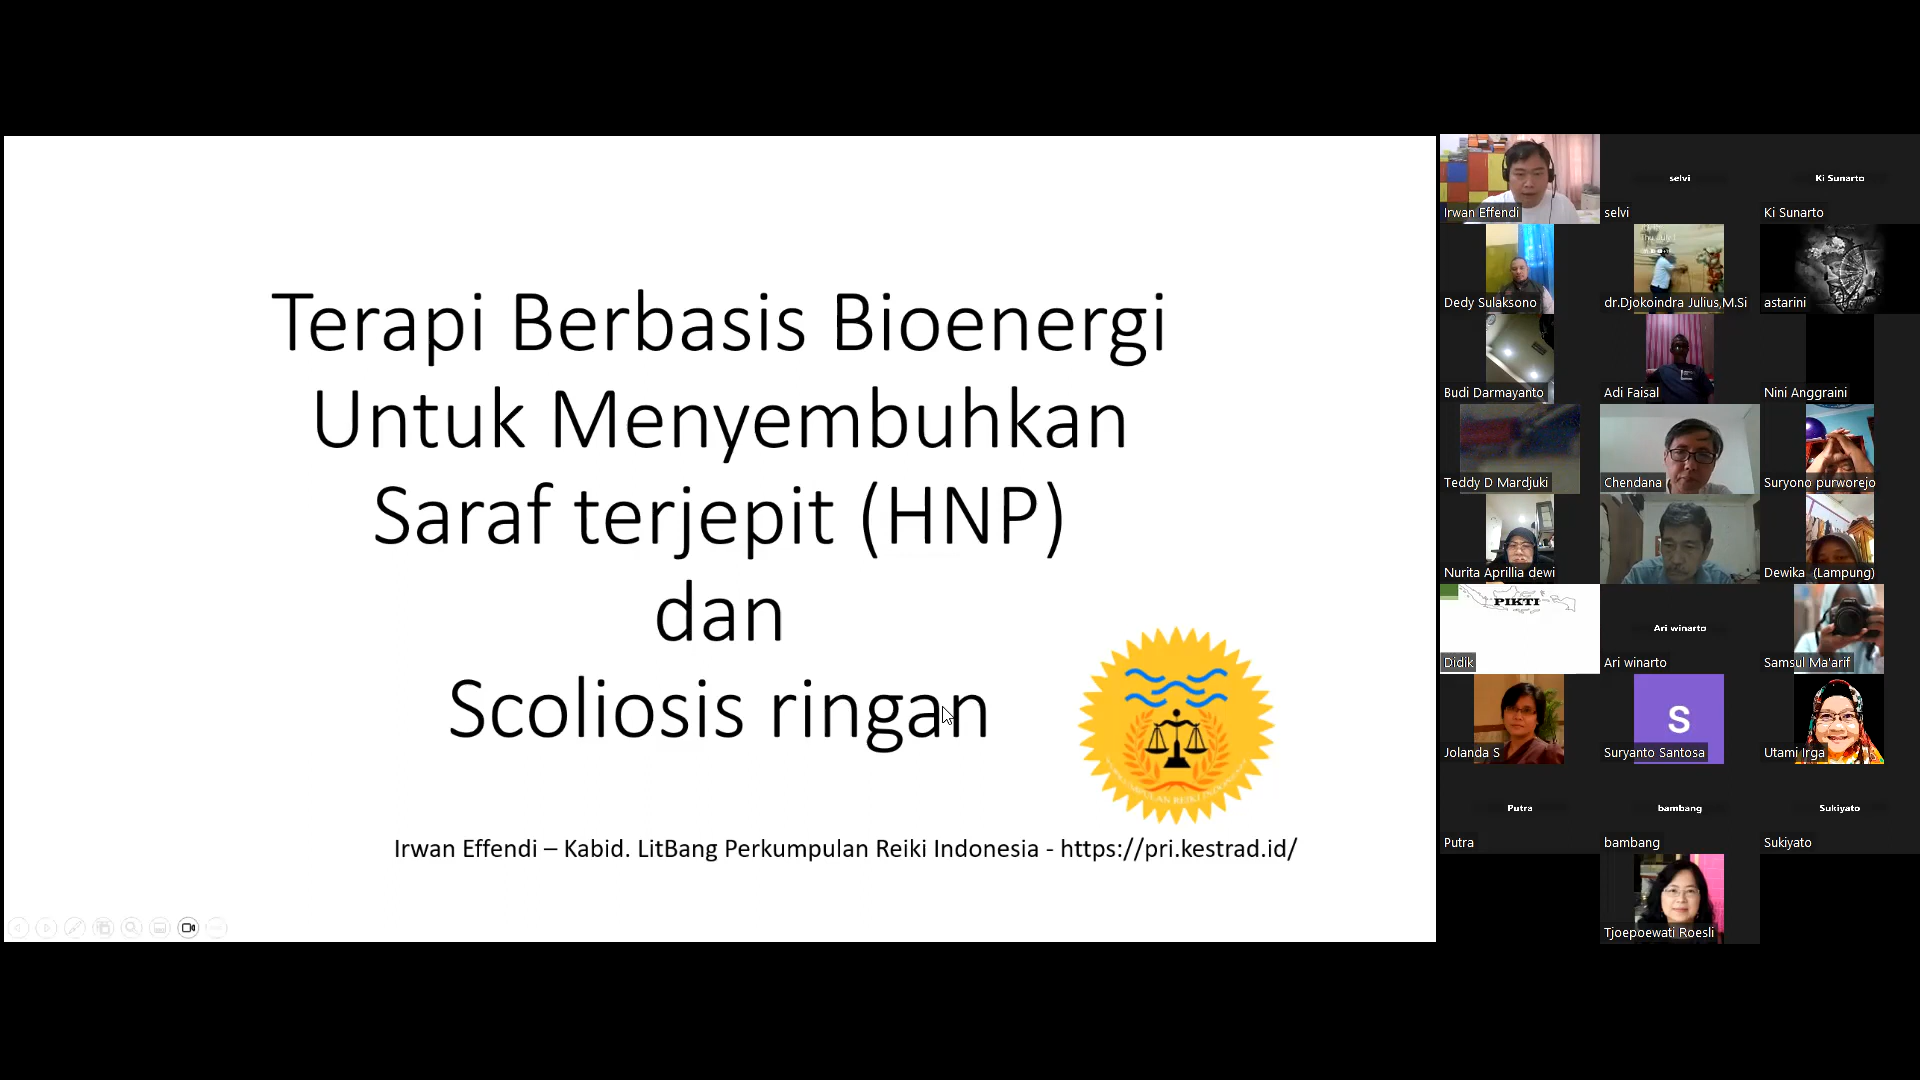 Terapi Berbasis Bioenergi
Untuk Menyembuhkan
Saraf terjepit (HNP)
dan
Scoliosis ringan
Irwan Effendi – Kabid. LitBang Perkumpulan Reiki Indonesia - https://pri.kestrad.id/
Irwan Effendi
selvi
selvi
Ki Sunarto
Ki Sunarto
Dedy Sulaksono
dr.Djokoindra Julius,M.Si
astarini
Budi Darmayanto
Adi Faisal
Nini Anggraini
Teddy D Mardjuki
Chendana
Suryono purworejo
Nurita Aprillia dewi
Dewika (Lampung)
PIKTI
Didik
Ari winarto
Ari winarto
Samsul Ma'arif
Jolanda S
S
Suryanto Santosa
Utami Irga
Putra
Putra
bambang
bambang
Sukiyato
Sukiyato
Tjoepoewati Roesli